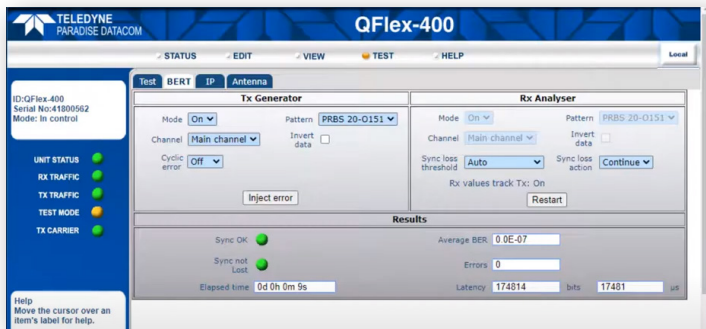 TELEDYNE
PARADISE DATACOM
QFlex-400
STATUS EDIT VIEW TEST HELP Local
ID:QFlex-400
Serial No:41800562
Mode: In control
UNIT STATUS
RX TRAFFIC
TX TRAFFIC
TEST MODE
TX CARRIER
Help
Move the cursor over an
item's label for help.
Test BERT IP Antenna
Tx Generator
Mode On Pattern PRBS 20-O151
Channel Main channel Invert data
Cyclic error Off
Inject error
Rx Analyser
Mode On Pattern PRBS 20-O151
Channel Main channel Invert data
Sync loss threshold Auto Sync loss action Continue
Rx values track Tx: On
Restart
Results
Sync OK Average BER 0.0E-07
Sync not Lost Errors 0
Elapsed time 0d 0h 0m 9s Latency 174814 bits 17481 µs